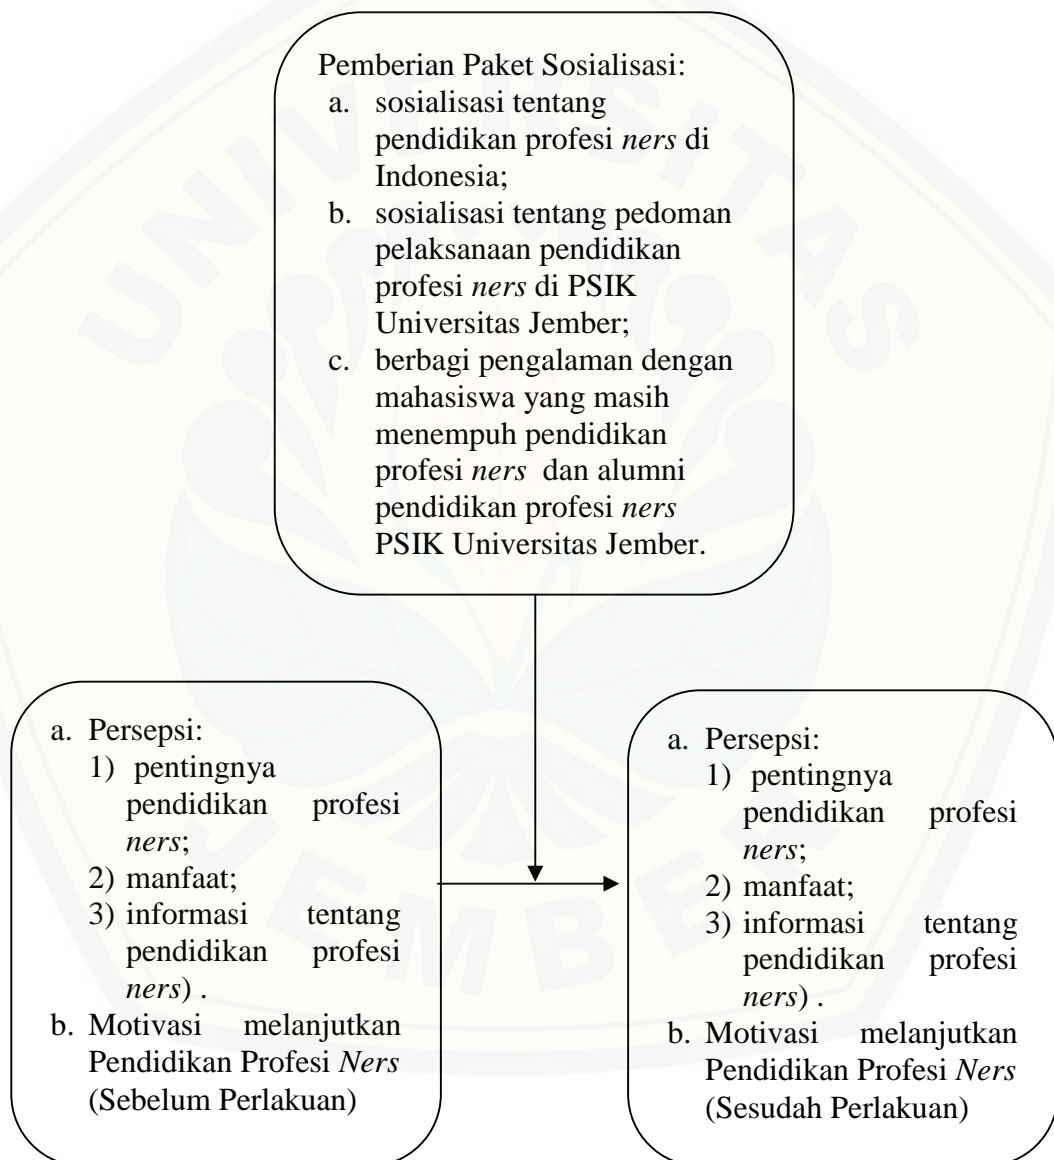 UNIVERSITAS
Pemberian Paket Sosialisasi:
a. sosialisasi tentang
pendidikan profesi ners di
Indonesia;
b. sosialisasi tentang pedoman
pelaksanaan pendidikan
profesi ners di PSIK
Universitas Jember;
c. berbagi pengalaman dengan
mahasiswa yang masih
menempuh pendidikan
profesi ners dan alumni
pendidikan profesi ners
PSIK Universitas Jember.
a. Persepsi:
1) pentingnya
pendidikan profesi
ners;
2) manfaat;
3) informasi tentang
pendidikan profesi
ners) .
b. Motivasi melanjutkan
Pendidikan Profesi Ners
(Sebelum Perlakuan)
a. Persepsi:
1) pentingnya
pendidikan profesi
ners;
2) manfaat;
3) informasi tentang
pendidikan profesi
ners) .
b. Motivasi melanjutkan
Pendidikan Profesi Ners
(Sesudah Perlakuan)
JEMBER